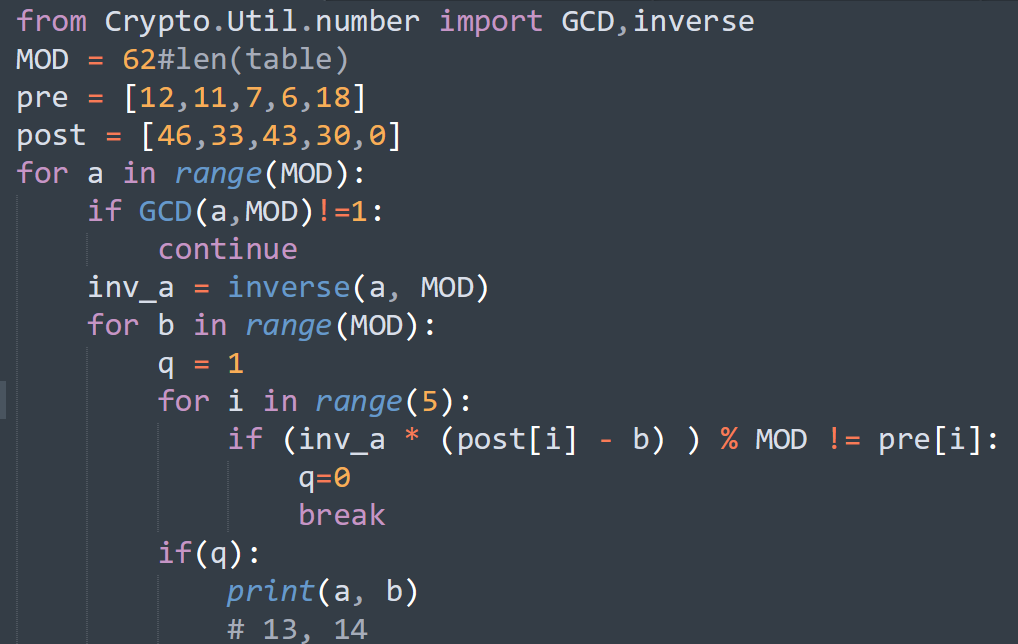 from Crypto.Util.number import GCD,inverse
MOD = 62#len(table)
pre = [12,11,7,6,18]
post = [46,33,43,30,0]
for a in range(MOD):
    if GCD(a,MOD)!=1:
        continue
    inv_a = inverse(a, MOD)
    for b in range(MOD):
        q = 1
        for i in range(5):
            if (inv_a * (post[i] - b) ) % MOD != pre[i]:
                q=0
                break
        if(q):
            print(a, b)
            # 13, 14